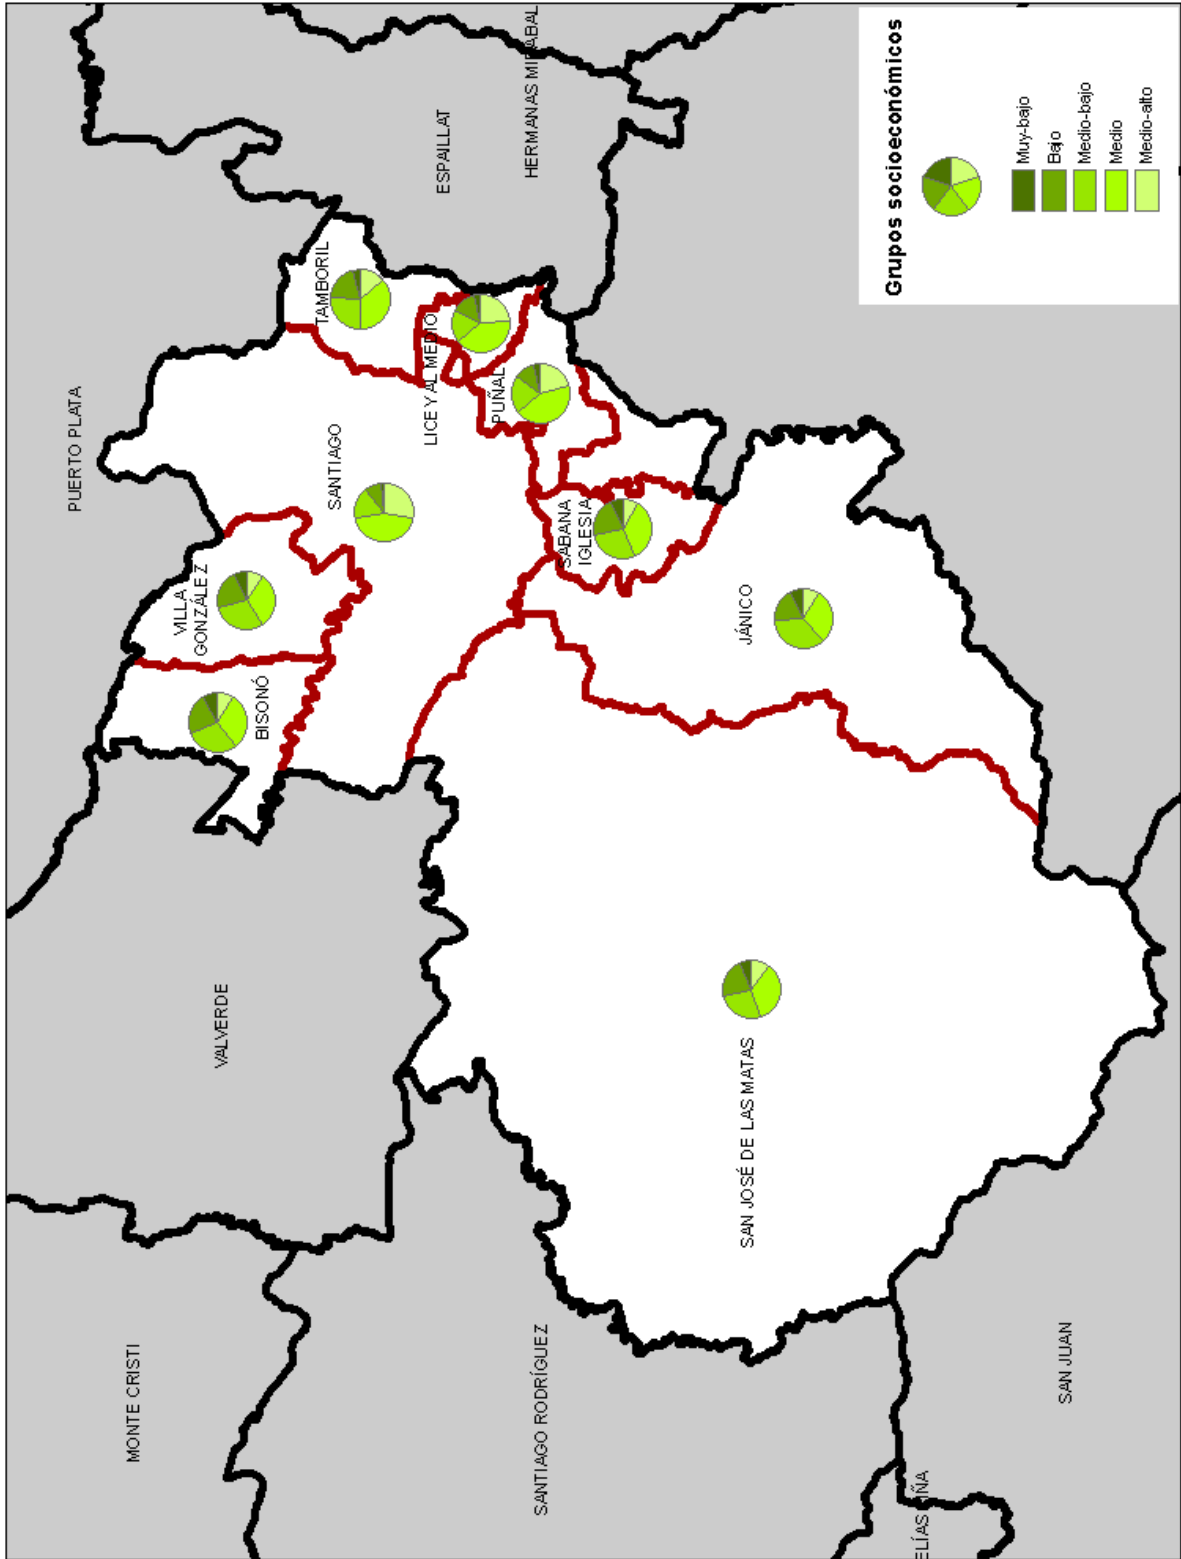 MONTE CRISTI
VALVERDE
PUERTO PLATA
BISONÓ
VILLA
GONZÁLEZ
SANTIAGO
TAMBORIL
ESPAILLAT
HERMANAS MIRABAL
LICEY AL MEDIO
PUÑAL
SABANA
IGLESIA
SANTIAGO RODRÍGUEZ
SAN JOSÉ DE LAS MATAS
JÁNICO
ELÍAS PIÑA
SAN JUAN
Grupos socioeconómicos
Muy-bajo
Bajo
Medio-bajo
Medio
Medio-alto